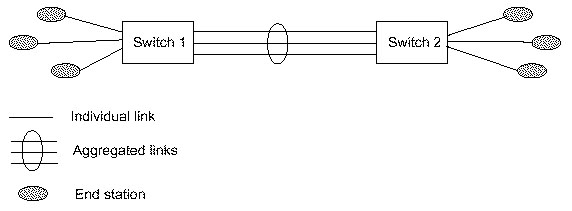 Switch 1
Switch 2
Individual link
Aggregated links
End station